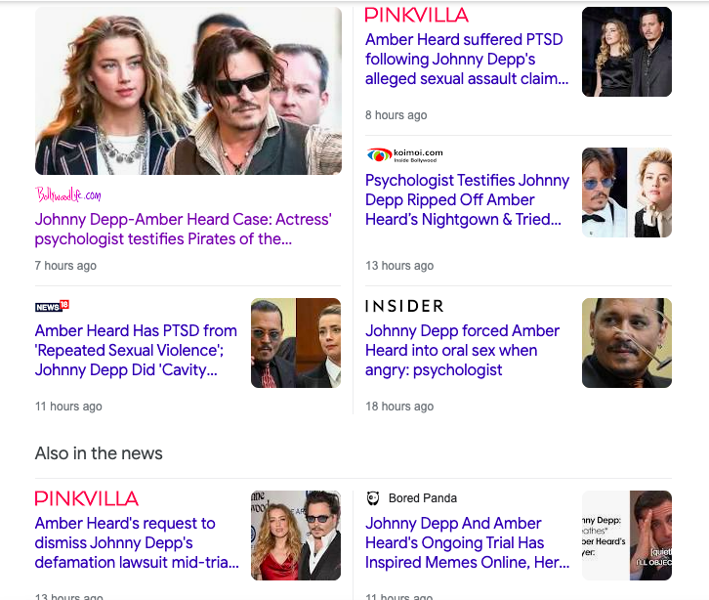 Bollywoodlife.com
Johnny Depp-Amber Heard Case: Actress'
psychologist testifies Pirates of the...
7 hours ago
PINKVILLA
Amber Heard suffered PTSD
following Johnny Depp's
alleged sexual assault claim...
8 hours ago
koimoi.com
Inside Bollywood
Psychologist Testifies Johnny
Depp Ripped Off Amber
Heard's Nightgown & Tried...
13 hours ago
NEWS18
Amber Heard Has PTSD from
'Repeated Sexual Violence';
Johnny Depp Did 'Cavity...
11 hours ago
INSIDER
Johnny Depp forced Amber
Heard into oral sex when
angry: psychologist
18 hours ago
Also in the news
PINKVILLA
Amber Heard's request to
dismiss Johnny Depp's
defamation lawsuit mid-tria...
13 hours ago
Bored Panda
Johnny Depp And Amber
Heard's Ongoing Trial Has
Inspired Memes Online, Her...
11 hours ago
nny Depp:
ber Heard's
yer: